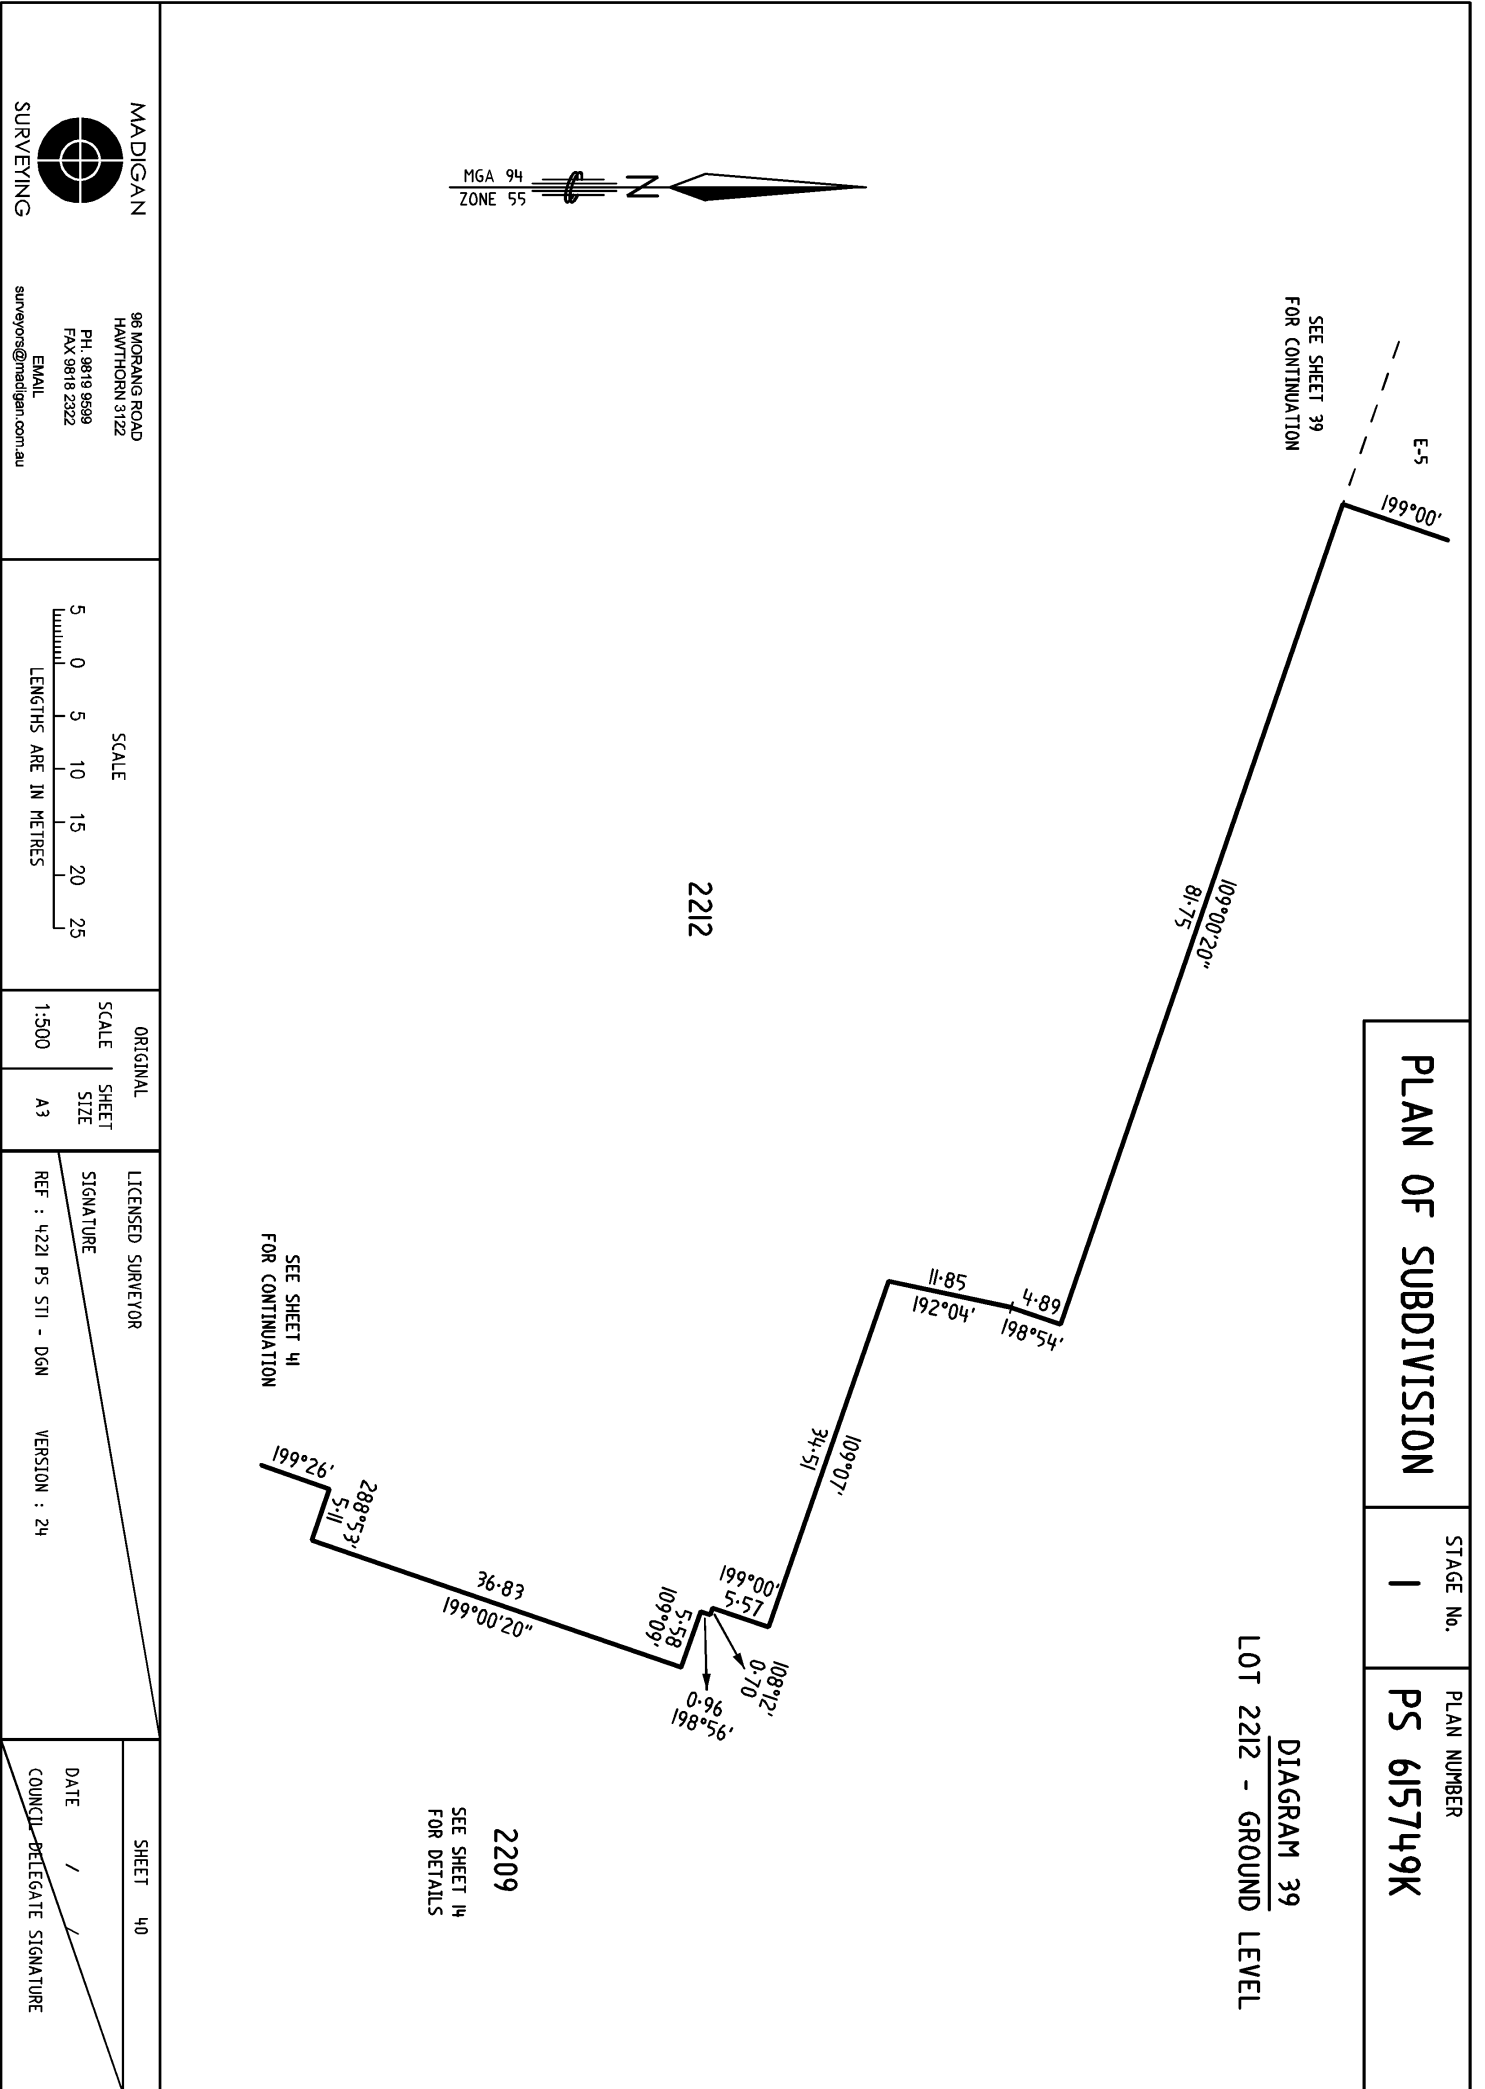 PLAN OF SUBDIVISION
STAGE No.
1
PLAN NUMBER
PS 615749K
DIAGRAM 39
LOT 2212 - GROUND LEVEL
E-5
199°00'
SEE SHEET 39
FOR CONTINUATION
109°00'20"
81·75
4·89
198°54'
11·85
192°04'
109°07'
34·51
199°00'
5·57
108°12'
0·70
0·96
198°56'
5·58
109°09'
2212
MGA 94
ZONE 55
N
36·83
199°00'20"
288°53'
5·11
199°26'
SEE SHEET 41
FOR CONTINUATION
2209
SEE SHEET 14
FOR DETAILS
MADIGAN
SURVEYING
96 MORANG ROAD
HAWTHORN 3122
PH. 9819 9599
FAX 9818 2322
EMAIL
surveyors@madigan.com.au
SCALE
5 0 5 10 15 20 25
LENGTHS ARE IN METRES
ORIGINAL
SCALE
SHEET
SIZE
1:500
A3
LICENSED SURVEYOR
SIGNATURE
REF : 4221 PS ST1 - DGN VERSION : 24
SHEET 40
DATE / /
COUNCIL DELEGATE SIGNATURE